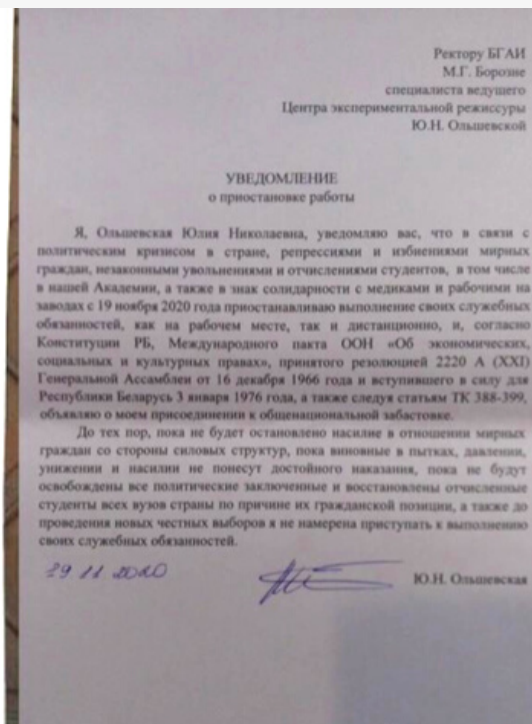 Ректору БГАИ
М.Г. Борозне
специалиста ведущего
Центра экспериментальной режиссуры
Ю.Н. Ольшевской
УВЕДОМЛЕНИЕ
о приостановке работы
Я, Ольшевская Юлия Николаевна, уведомляю вас, что в связи с
политическим кризисом в стране, репрессиями и избиениями мирных
граждан, незаконными увольнениями и отчислениями студентов, в том числе
в нашей Академии, а также в знак солидарности с медиками и рабочими на
заводах с 19 ноября 2020 года приостанавливаю выполнение своих служебных
обязанностей, как на рабочем месте, так и дистанционно, и, согласно
Конституции РБ, Международного пакта ООН «Об экономических,
социальных и культурных правах», принятого резолюцией 2220 А (XXI)
Генеральной Ассамблеи от 16 декабря 1966 года и вступившего в силу для
Республики Беларусь 3 января 1976 года, а также следуя статьям ТК 388-399,
объявляю о моем присоединении к общенациональной забастовке.
До тех пор, пока не будет остановлено насилие в отношении мирных
граждан со стороны силовых структур, пока виновные в пытках, давлении,
унижении и насилии не понесут достойного наказания, пока не будут
освобождены все политические заключенные и восстановлены отчисленные
студенты всех вузов страны по причине их гражданской позиции, а также до
проведения новых честных выборов я не намерена приступать к выполнению
своих служебных обязанностей.
19.11.2020 Ю.Н. Ольшевская